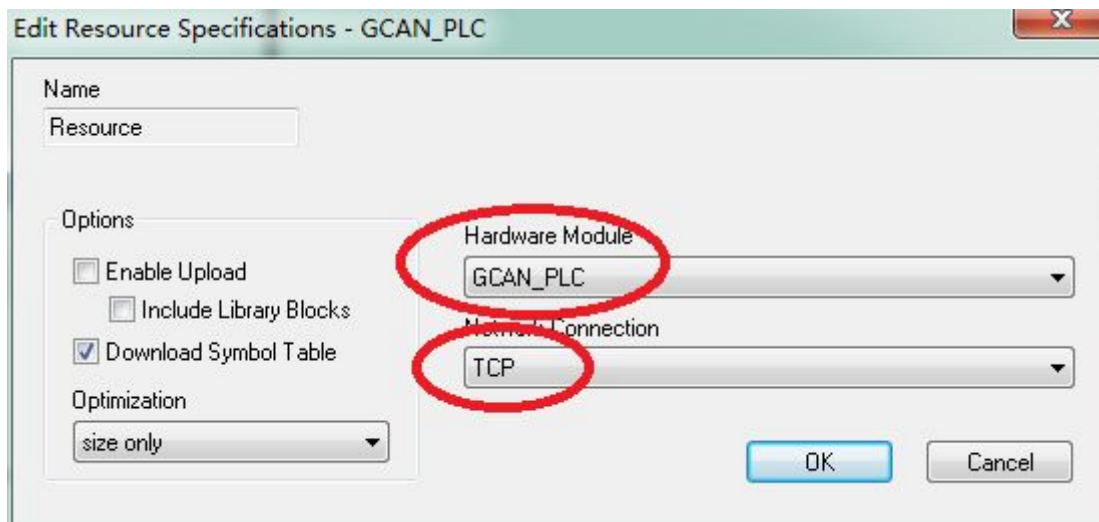 Edit Resource Specifications - GCAN_PLC
Name
Resource
Options
Enable Upload
Include Library Blocks
Download Symbol Table
Optimization
size only
Hardware Module
GCAN_PLC
Network Connection
TCP
OK
Cancel